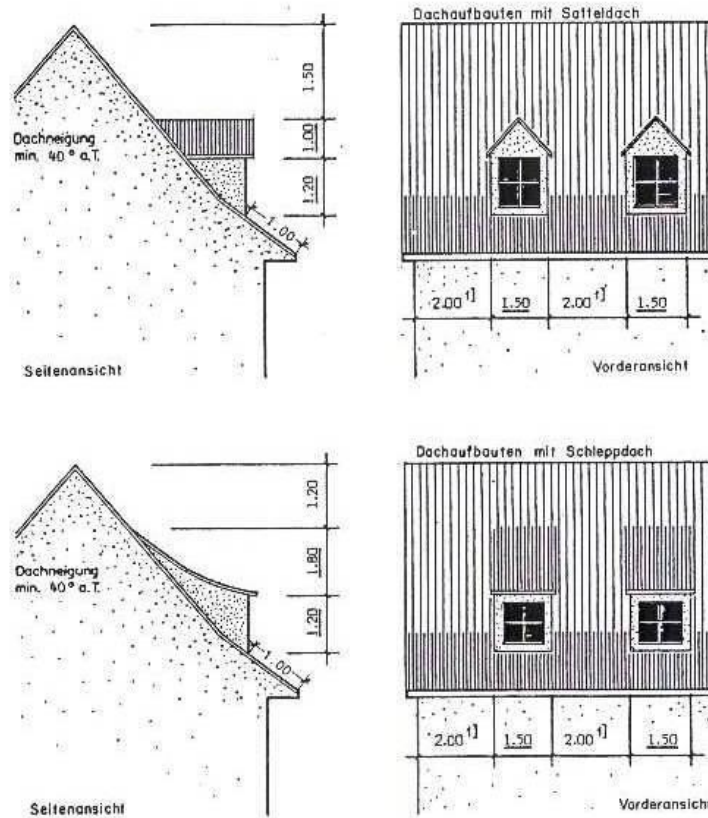 Dachaufbauten mit Satteldach
1.50
1.00
1.20
1.00
Dachneigung
min. 40° a.T.
Seitenansicht
2.00 1]
1.50
2.00 1]
1.50
Vorderansicht
Dachaufbauten mit Schleppdach
1.20
1.80
1.20
1.00
Dachneigung
min. 40° a.T.
Seitenansicht
2.00 1]
1.50
2.00 1]
1.50
Vorderansicht